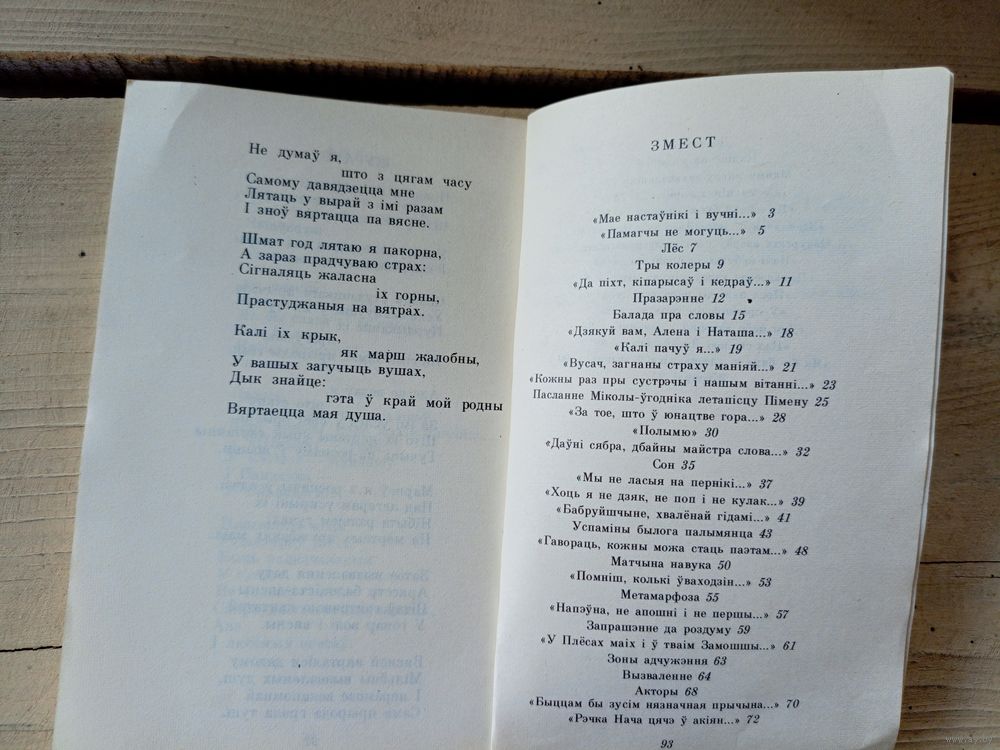 Не думаў я,
што з цягам часу
Самому давядзецца мне
Лятаць у вырай з імі разам
І зноў вяртацца па вясне.
Шмат год лятаю я пакорна,
А зараз прадчуваю страх:
Сігналяць жаласна
іх горны,
Прастуджаныя на вятрах.
Калі іх крык,
як марш жалобны,
У вашых загучыць вушах,
Дык знайце:
гэта ў край мой родны
Вяртаецца мая душа.
ЗМЕСТ
«Мае настаўнікі і вучні...» 3
«Памагчы не могуць...» 5
Лёс 7
Тры колеры 9
«Да піхт, кіпарысаў і кедраў...» 11
Празарэнне 12
Балада пра словы 15
«Дзякуй вам, Алена і Наташа...» 18
«Калі пачуў я...» 19
«Вусач, загнаны страху маніяй...» 21
«Кожны раз пры сустрэчы і нашым вітанні...» 23
Пасланне Міколы-ўгодніка летапісцу Пімену 25
«За тое, што ў юнацтве гора...» 28
«Полымю» 30
«Даўні сябра, дбайны майстра слова...» 32
Сон 35
«Мы не ласыя на пернікі...» 37
«Хоць я не дзяк, не поп і не кулак...» 39
«Бабруйшчыне, хвалёнай гідамі...» 41
Успаміны былога палымянца 43
«Гавораць, кожны можа стаць паэтам...» 48
Матчына навука 50
«Помніш, колькі ўваходзін...» 53
Метамарфоза 55
«Напэўна, не апошні і не першы...» 57
Запрашэнне да роздуму 59
«У Плёсах маіх і ў тваім Замошшы...» 61
Зоны адчужэння 63
Вызваленне 64
Акторы 68
«Быццам бы зусім нязначная прычына...» 70
«Рэчка Нача цячэ ў акіян...» 72
93